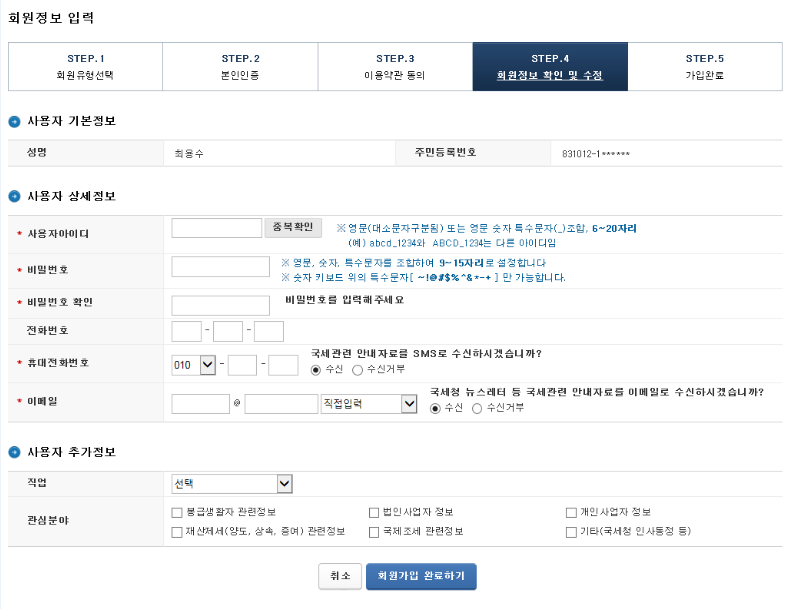 회원정보 입력
STEP.1 STEP.2 STEP.3 STEP.4 STEP.5
회원유형선택 본인인증 이용약관 동의 회원정보 확인 및 수정 가입완료
사용자 기본정보
성명 최용수 주민등록번호 831012-1******
사용자 상세정보
* 사용자아이디 중복확인 ※ 영문(대소문자구분됨) 또는 영문 숫자 특수문자(_)조합, 6~20자리
(예) abcd_1234와 ABCD_1234는 다른 아이디임
* 비밀번호 ※ 영문, 숫자, 특수문자를 조합하여 9~15자리로 설정합니다
※ 숫자 키보드 위의 특수문자[ ~!@#$%^&*-+ ] 만 가능합니다.
* 비밀번호 확인 비밀번호를 입력해주세요
전화번호 - -
* 휴대전화번호 010 - - 국세관련 안내자료를 SMS로 수신하시겠습니까?
수신 수신거부
* 이메일 @ 직접입력 국세청 뉴스레터 등 국세관련 안내자료를 이메일로 수신하시겠습니까?
수신 수신거부
사용자 추가정보
직업 선택
관심분야 봉급생활자 관련정보 법인사업자 정보 개인사업자 정보
재산제세(양도, 상속, 증여) 관련정보 국제조세 관련정보 기타(국세청 인사동정 등)
취소 회원가입 완료하기